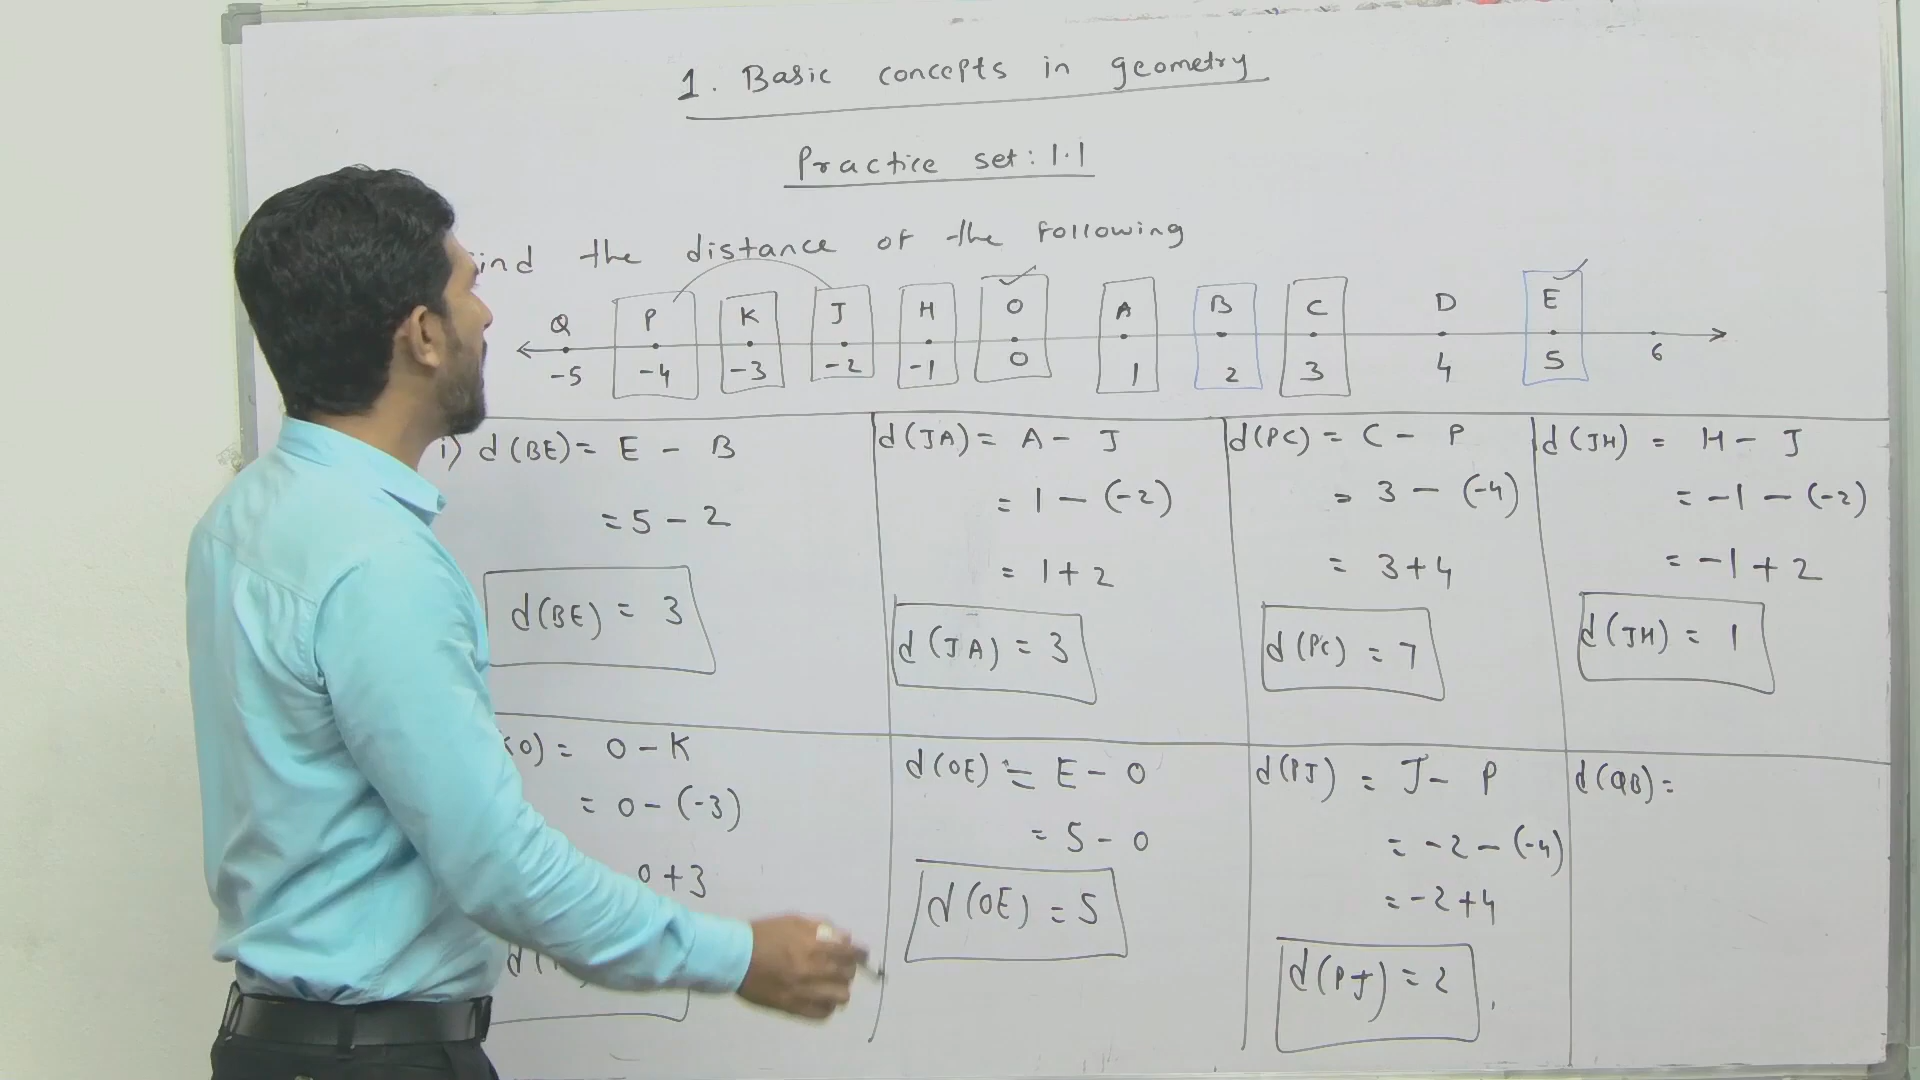 1. Basic concepts in geometry
Practice set: 1.1
the distance of the following
Q P K J H O A B C D E
-5 -4 -3 -2 -1 0 1 2 3 4 5 6
i) d(BE) = E - B
= 5 - 2
d(BE) = 3
d(JA) = A - J
= 1 - (-2)
= 1 + 2
d(JA) = 3
d(PC) = C - P
= 3 - (-4)
= 3 + 4
d(PC) = 7
d(JH) = H - J
= -1 - (-2)
= -1 + 2
d(JH) = 1
O) = O - K
= 0 - (-3)
0 + 3
d(OE) = E - O
= 5 - 0
d(OE) = 5
d(PJ) = J - P
= -2 - (-4)
= -2 + 4
d(PJ) = 2
d(QB) =